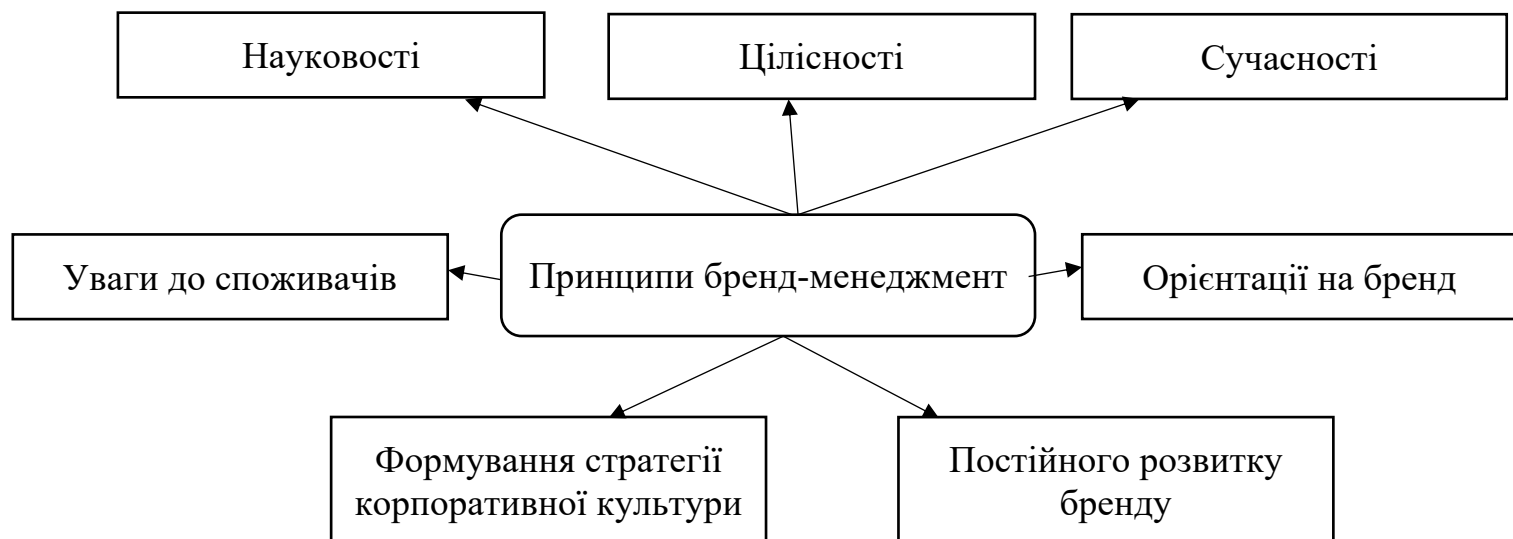 Науковості
Цілісності
Сучасності
Уваги до споживачів
Принципи бренд-менеджмент
Орієнтації на бренд
Формування стратегії
корпоративної культури
Постійного розвитку
бренду